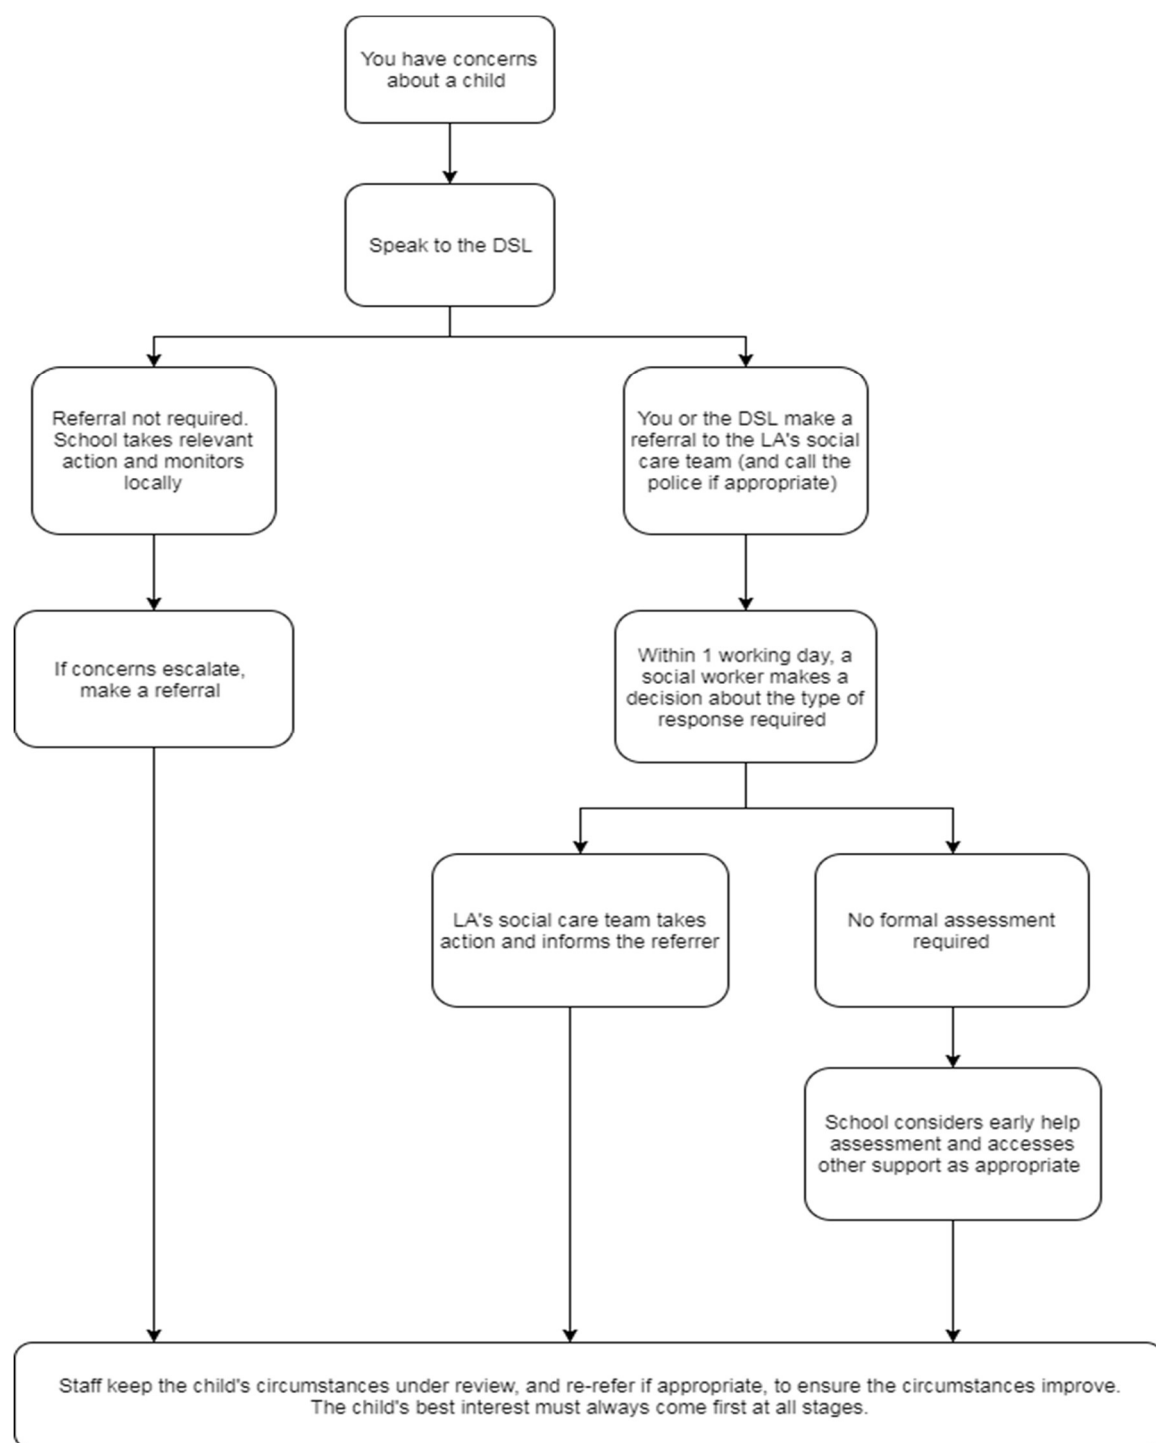 You have concerns
about a child
Speak to the DSL
Referral not required.
School takes relevant
action and monitors
locally
You or the DSL make a
referral to the LA's social
care team (and call the
police if appropriate)
If concerns escalate,
make a referral
Within 1 working day, a
social worker makes a
decision about the type of
response required
LA's social care team takes
action and informs the referrer
No formal assessment
required
School considers early help
assessment and accesses
other support as appropriate
Staff keep the child's circumstances under review, and re-refer if appropriate, to ensure the circumstances improve.
The child's best interest must always come first at all stages.